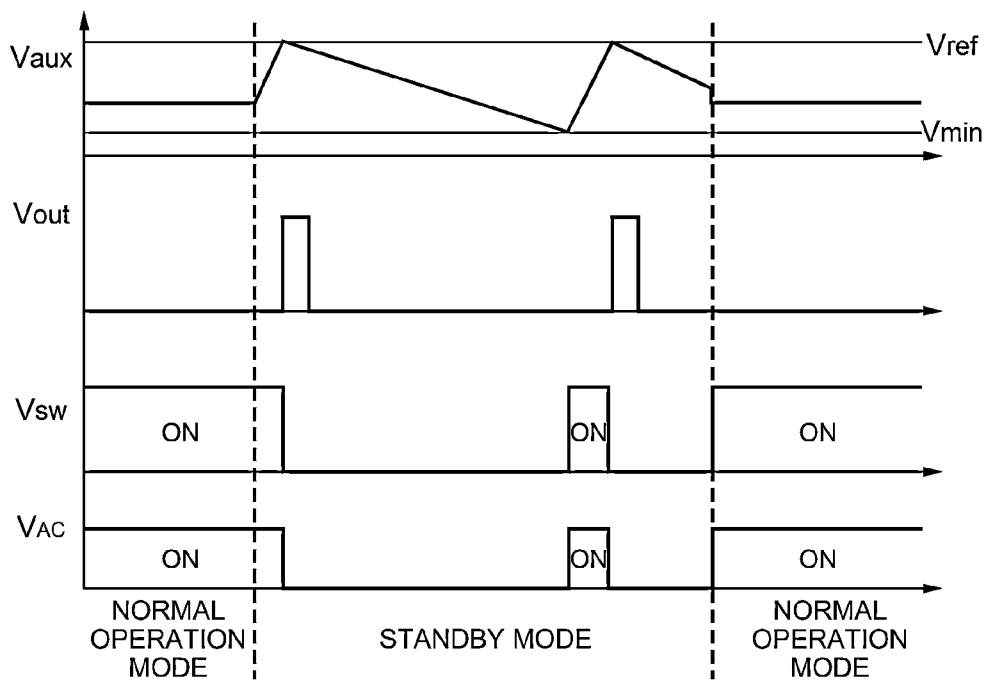 Vaux
Vref
Vmin
Vout
Vsw
ON
ON
ON
VAC
ON
ON
ON
NORMAL
OPERATION
MODE
STANDBY MODE
NORMAL
OPERATION
MODE